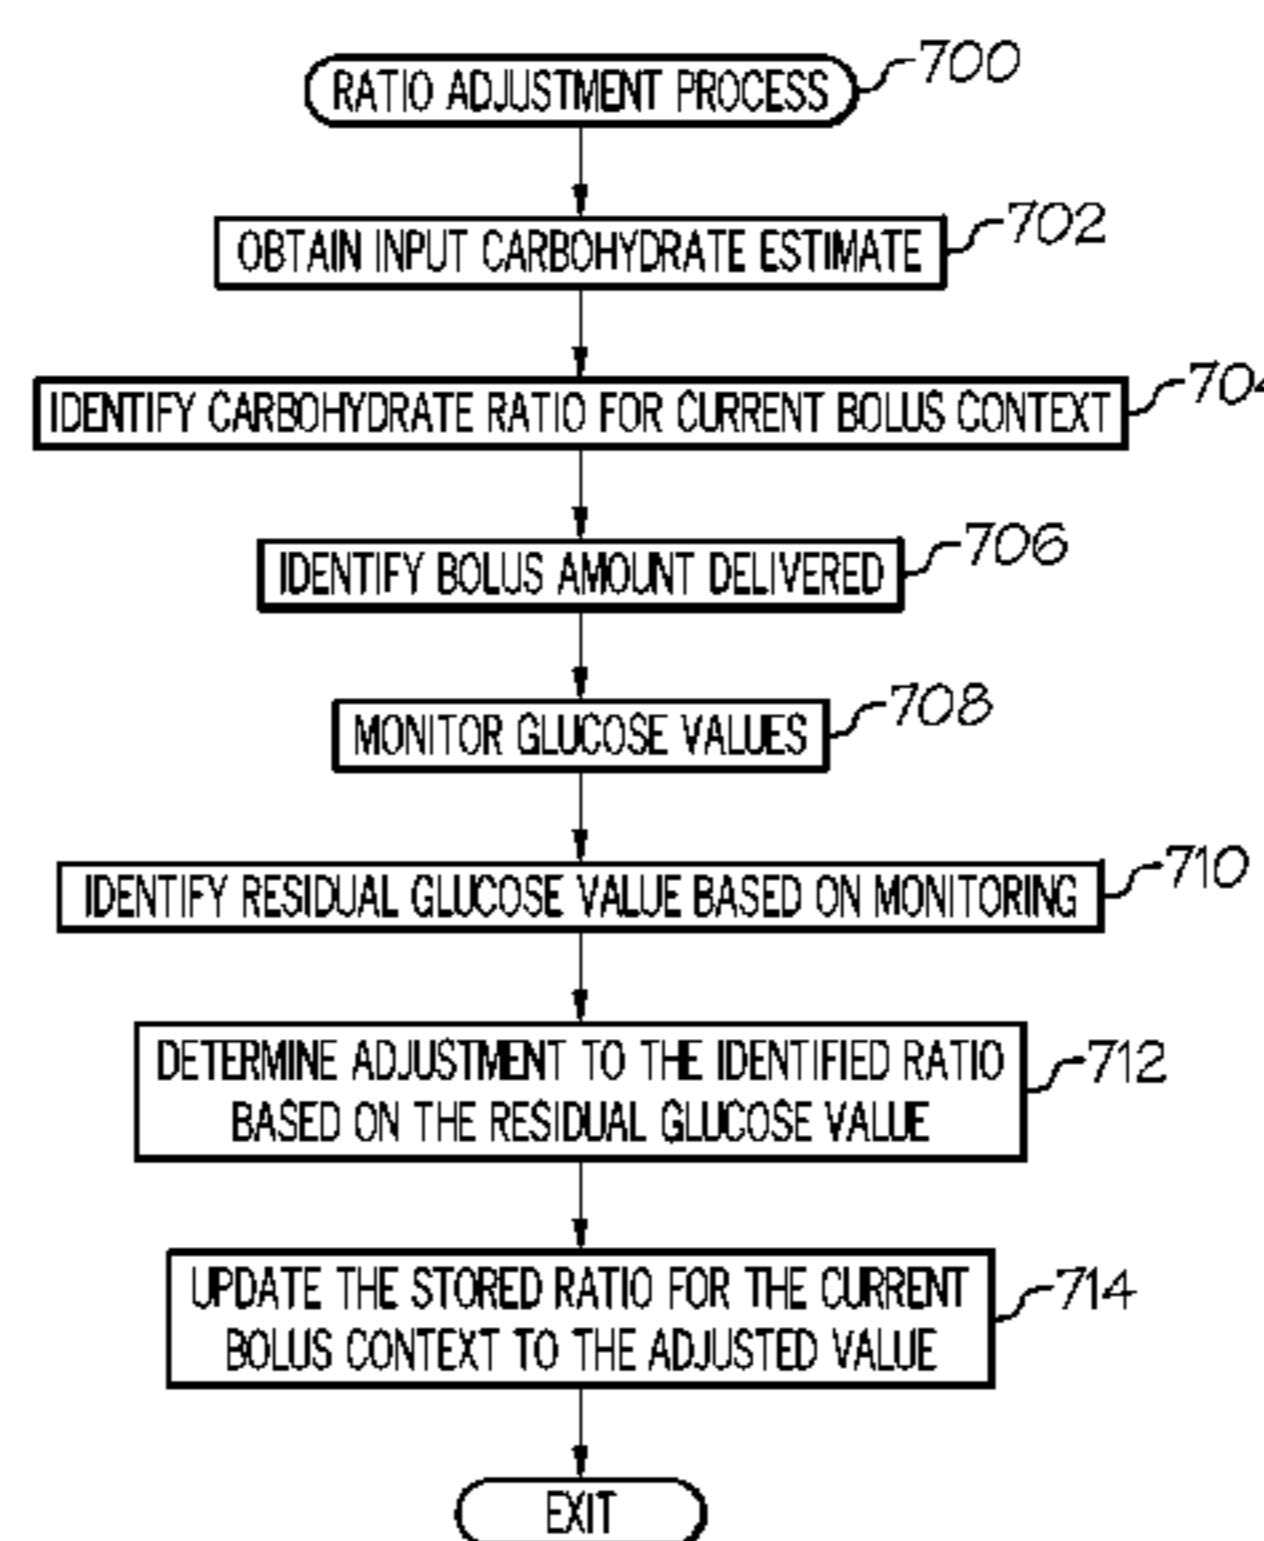 RATIO ADJUSTMENT PROCESS
700
OBTAIN INPUT CARBOHYDRATE ESTIMATE
702
IDENTIFY CARBOHYDRATE RATIO FOR CURRENT BOLUS CONTEXT
704
IDENTIFY BOLUS AMOUNT DELIVERED
706
MONITOR GLUCOSE VALUES
708
IDENTIFY RESIDUAL GLUCOSE VALUE BASED ON MONITORING
710
DETERMINE ADJUSTMENT TO THE IDENTIFIED RATIO
BASED ON THE RESIDUAL GLUCOSE VALUE
712
UPDATE THE STORED RATIO FOR THE CURRENT
BOLUS CONTEXT TO THE ADJUSTED VALUE
714
EXIT